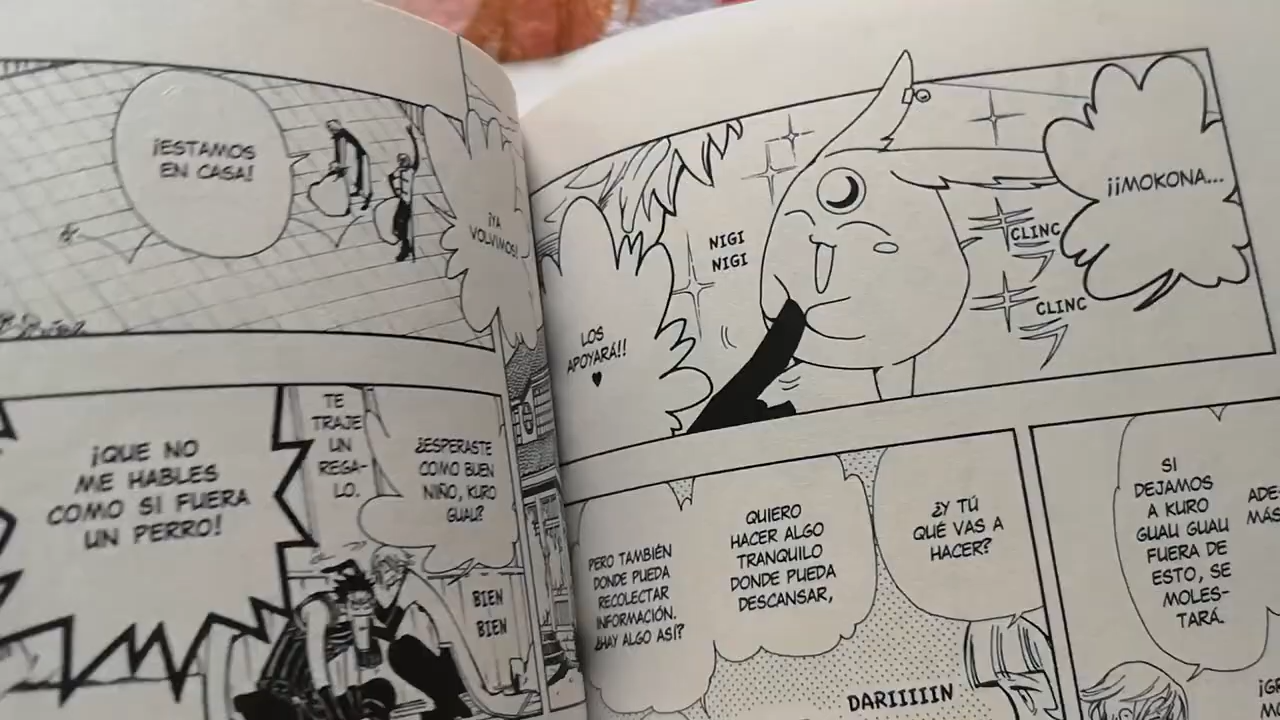 ¡¡MOKONA...
CLINC
CLINC
NIGI
NIGI
LOS
APOYARÁ!!
SI
DEJAMOS
A KURO
GUAU GUAU
FUERA DE
ESTO, SE
MOLES-
TARÁ.
¿Y TÚ
QUÉ VAS A
HACER?
QUIERO
HACER ALGO
TRANQUILO
DONDE PUEDA
DESCANSAR,
PERO TAMBIÉN
DONDE PUEDA
RECOLECTAR
INFORMACIÓN.
¿HAY ALGO ASÍ?
DARIIIIIN
¡YA
VOLVIMOS!
¡ESTAMOS
EN CASA!
¿ESPERASTE
COMO BUEN
NIÑO, KURO
GUAU?
TE
TRAJE
UN
REGA-
LO.
BIEN
BIEN
¡QUE NO
ME HABLES
COMO SI FUERA
UN PERRO!